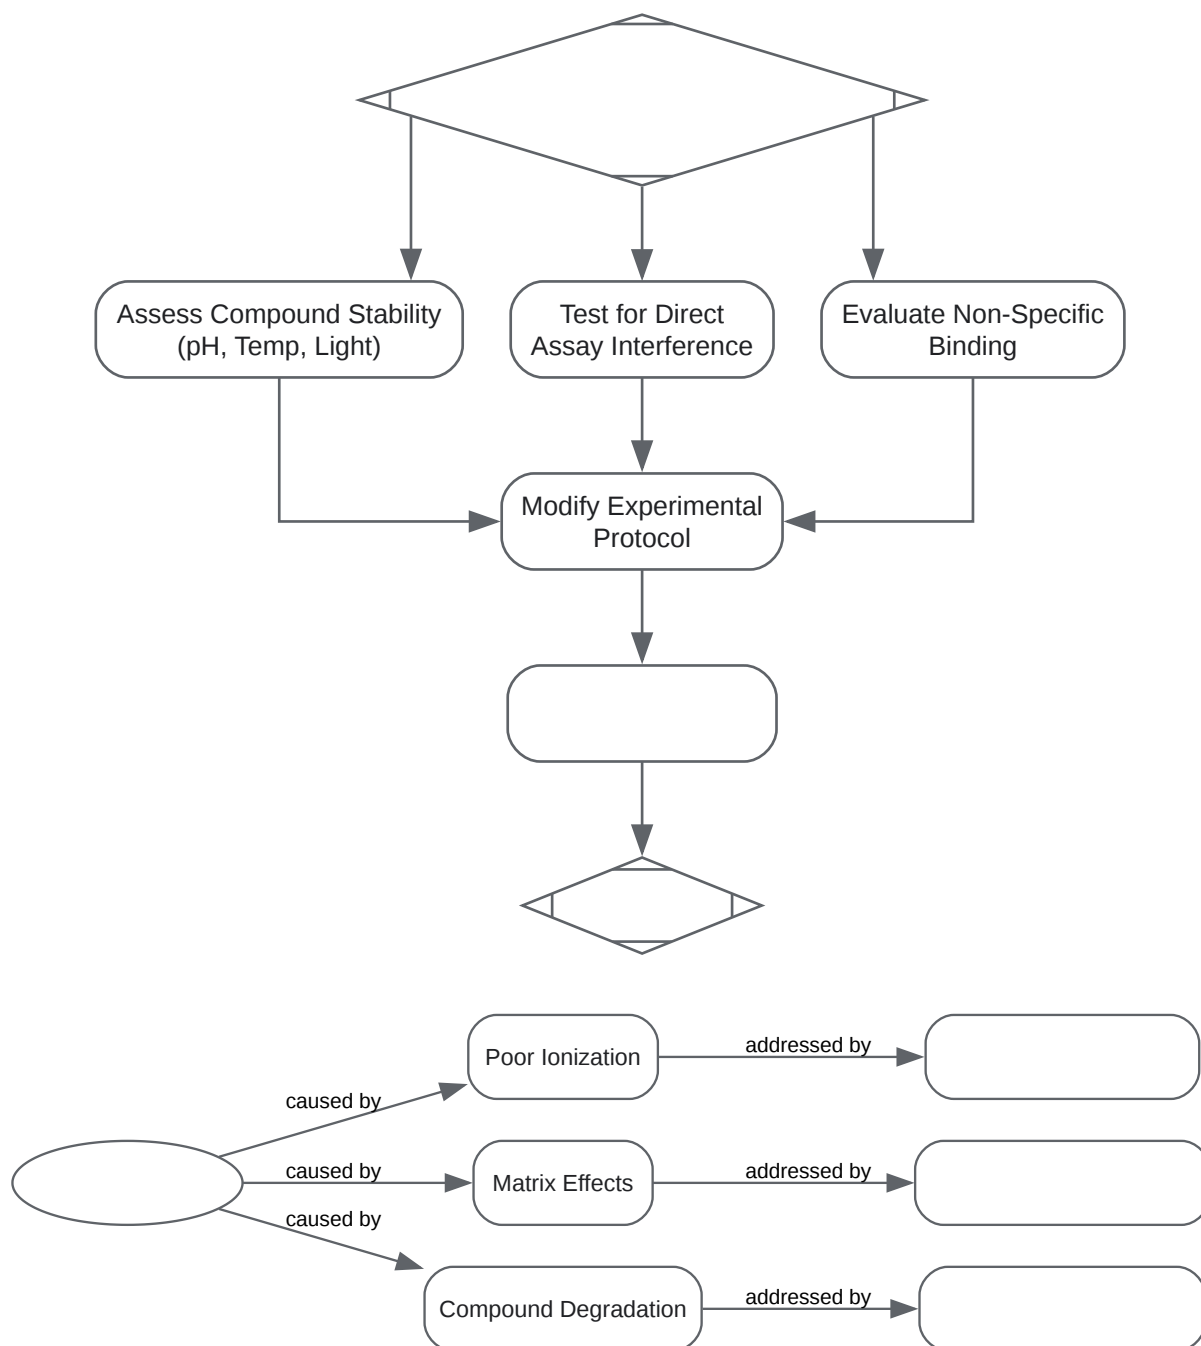 Assess Compound Stability
(pH, Temp, Light)
Test for Direct
Assay Interference
Evaluate Non-Specific
Binding
Modify Experimental
Protocol
Poor Ionization
addressed by
caused by
caused by
Matrix Effects
addressed by
caused by
Compound Degradation
addressed by